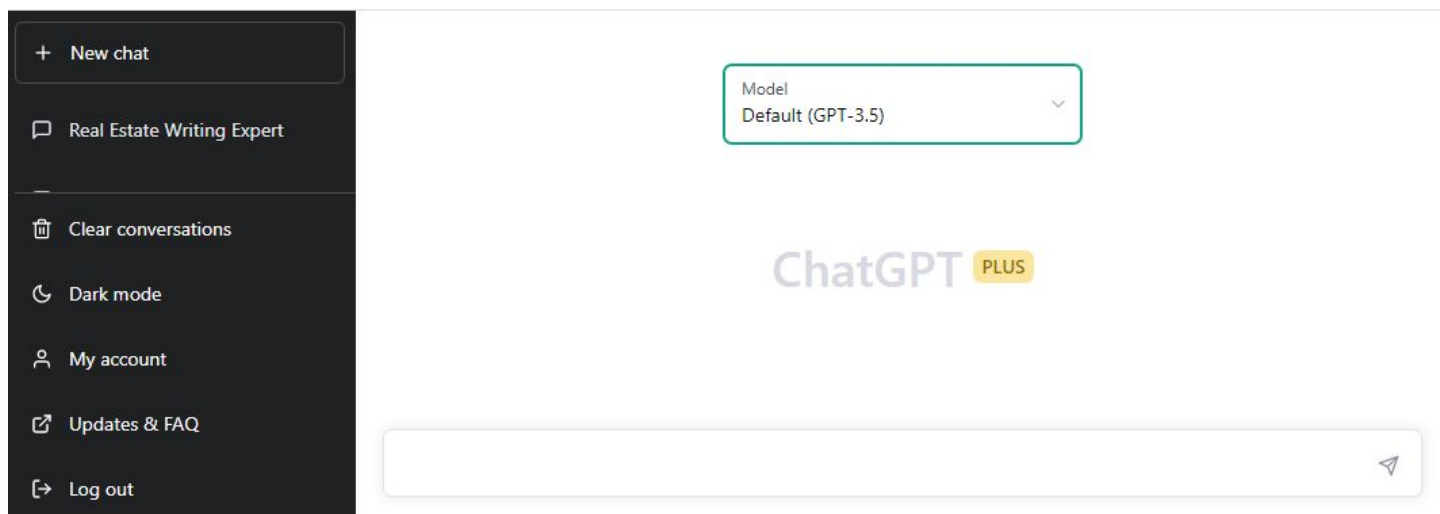 New chat
Real Estate Writing Expert
Clear conversations
Dark mode
My account
Updates & FAQ
Log out
Model
Default (GPT-3.5)
ChatGPT PLUS